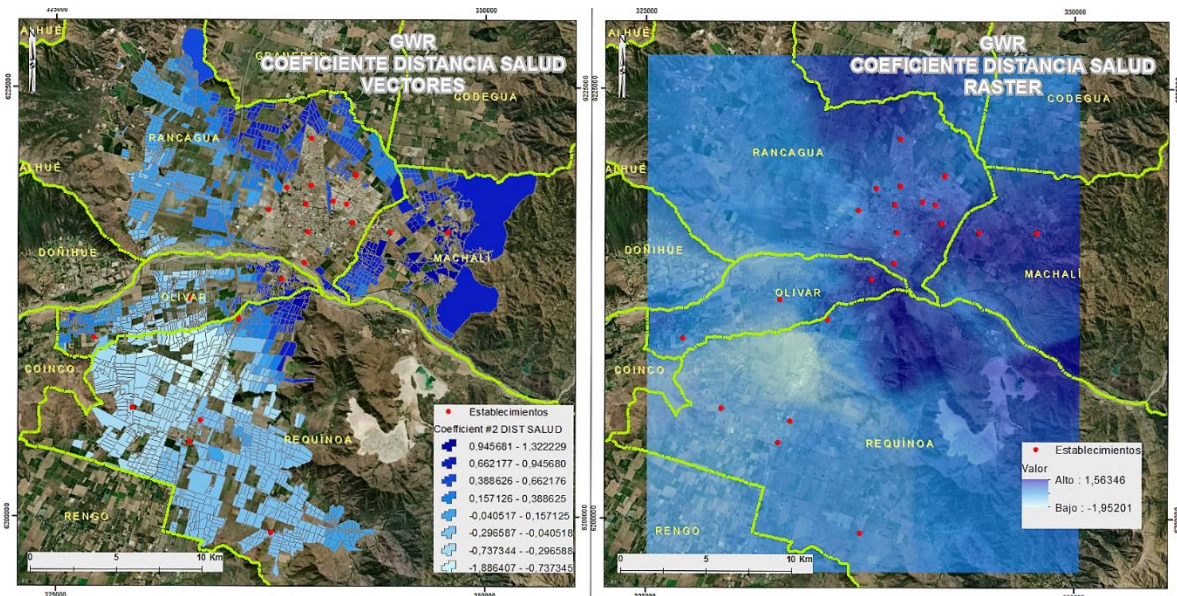 325000
350000
ALHUÉ
GRANEROS
GWR
COEFICIENTE DISTANCIA SALUD
VECTORES
6225000
CODEGUA
RANCAGUA
ALHUÉ
DOÑIHUE
MACHALÍ
OLIVAR
COINCO
Establecimientos
Coefficient #2 DIST SALUD
0,945681 - 1,322229
0,662177 - 0,945680
0,388626 - 0,662176
0,157126 - 0,388625
-0,040517 - 0,157125
-0,296587 - -0,040518
-0,737344 - -0,296588
-1,886407 - -0,737345
REQUÍNOA
RENGO
6200000
0 5 10 Km
325000
350000
325000
350000
ALHUÉ
GWR
COEFICIENTE DISTANCIA SALUD
RASTER
6225000
CODEGUA
RANCAGUA
ALHUÉ
DOÑIHUE
MACHALÍ
OLIVAR
COINCO
REQUÍNOA
Establecimientos
Valor
Alto : 1,56346
Bajo : -1,95201
RENGO
6200000
0 5 10 Km